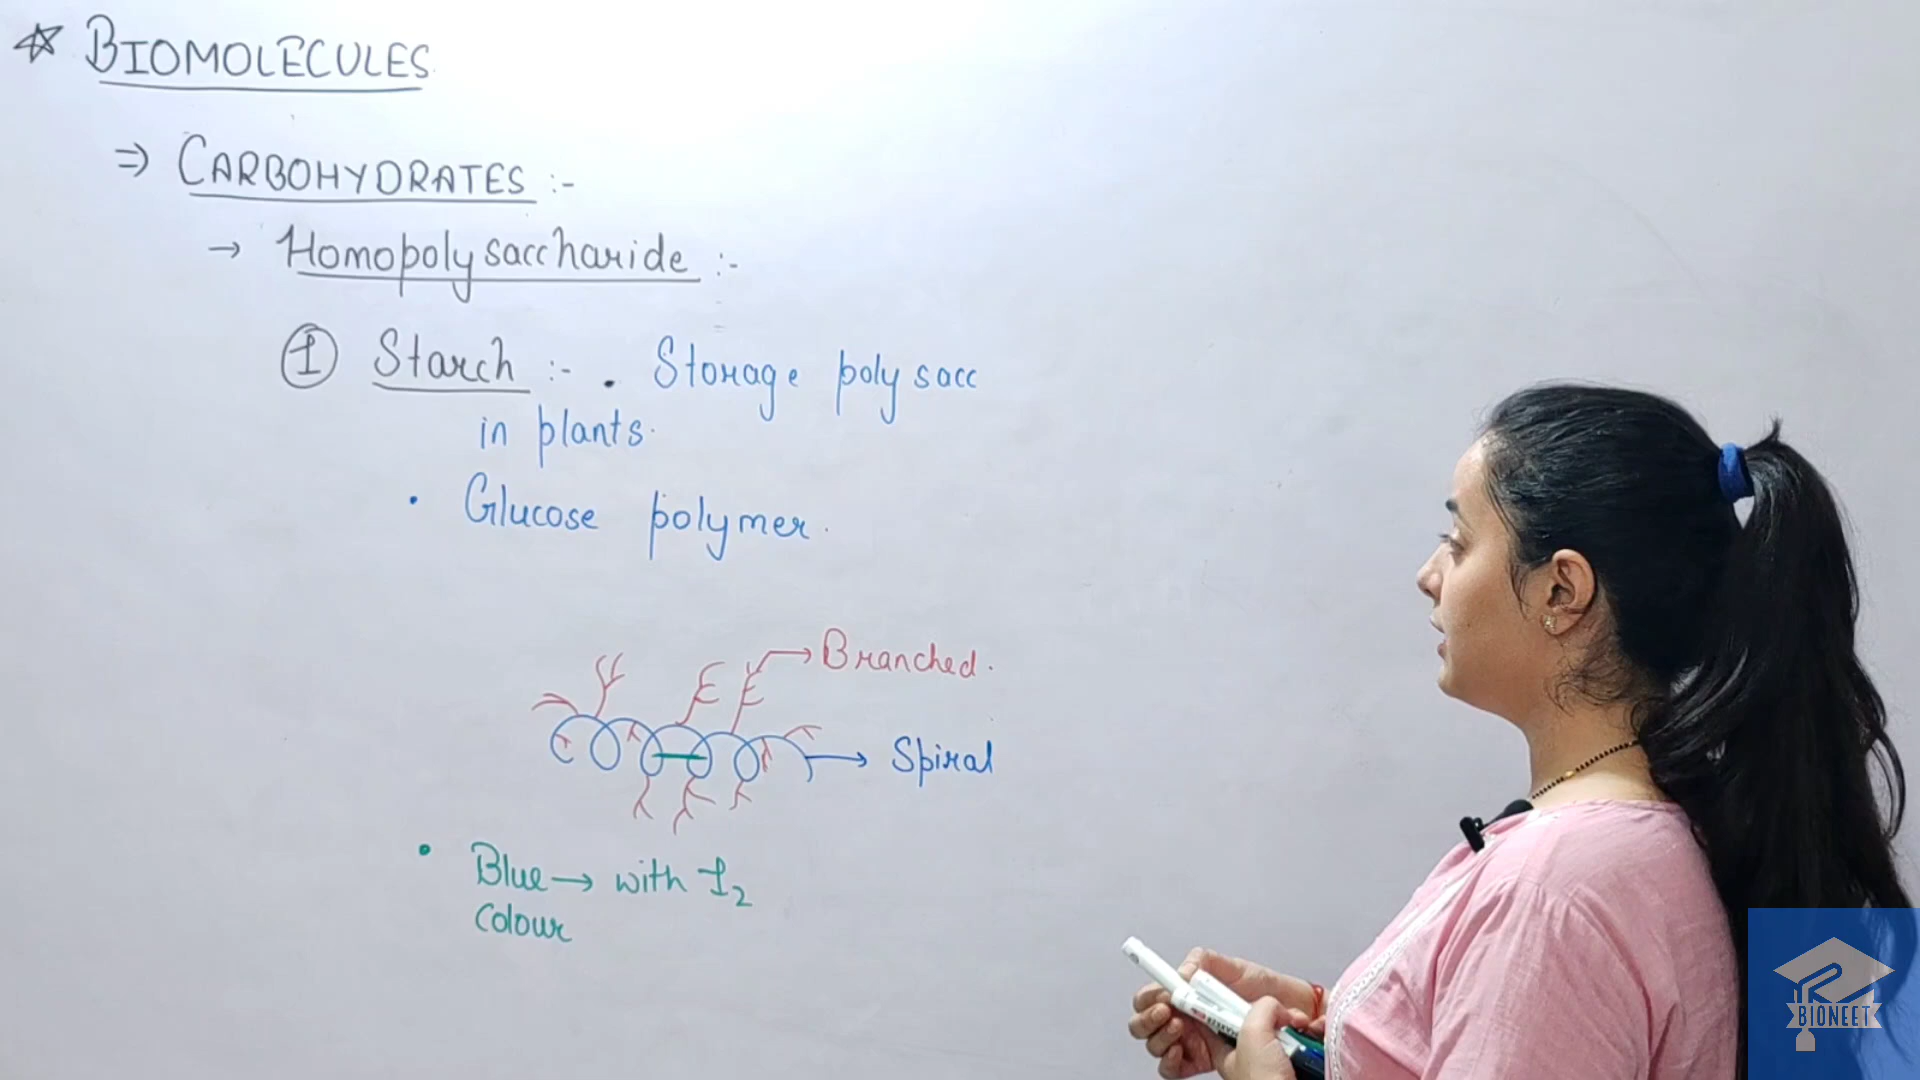 ☆ BIOMOLECULES
⇒ CARBOHYDRATES :-
→ Homopolysaccharide :-
① Starch :- . Storage polysacc
in plants.
• Glucose polymer.
→ Branched.
→ Spiral
• Blue → with I2
Colour
BIONEET